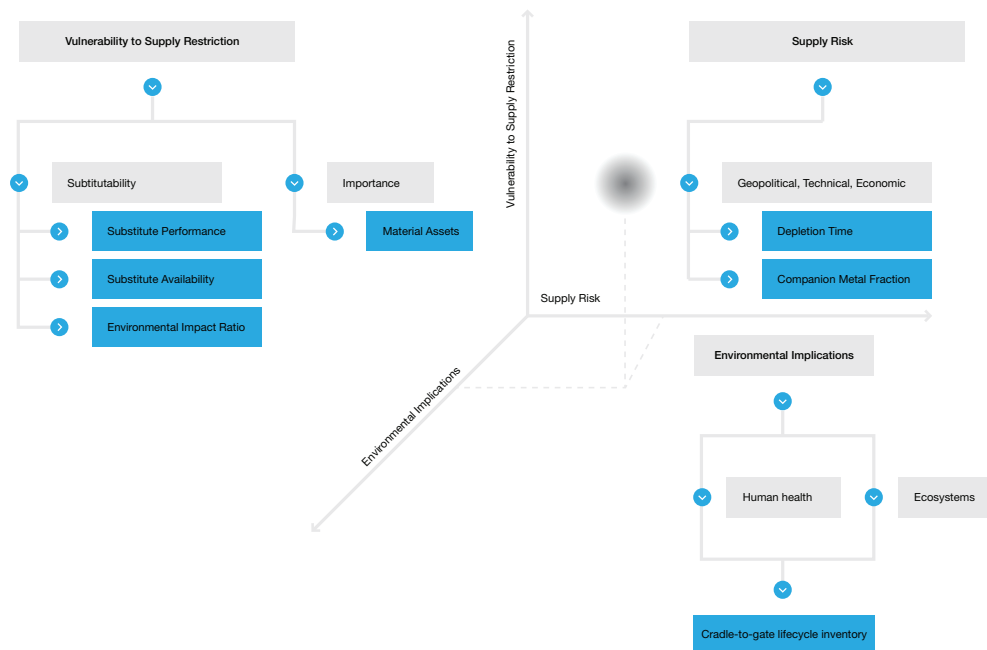 Vulnerability to Supply Restriction
Subtitutability
Substitute Performance
Substitute Availability
Environmental Impact Ratio
Importance
Material Assets
Vulnerability to Supply Restriction
Supply Risk
Environmental Implications
Supply Risk
Geopolitical, Technical, Economic
Depletion Time
Companion Metal Fraction
Environmental Implications
Human health
Ecosystems
Cradle-to-gate lifecycle inventory